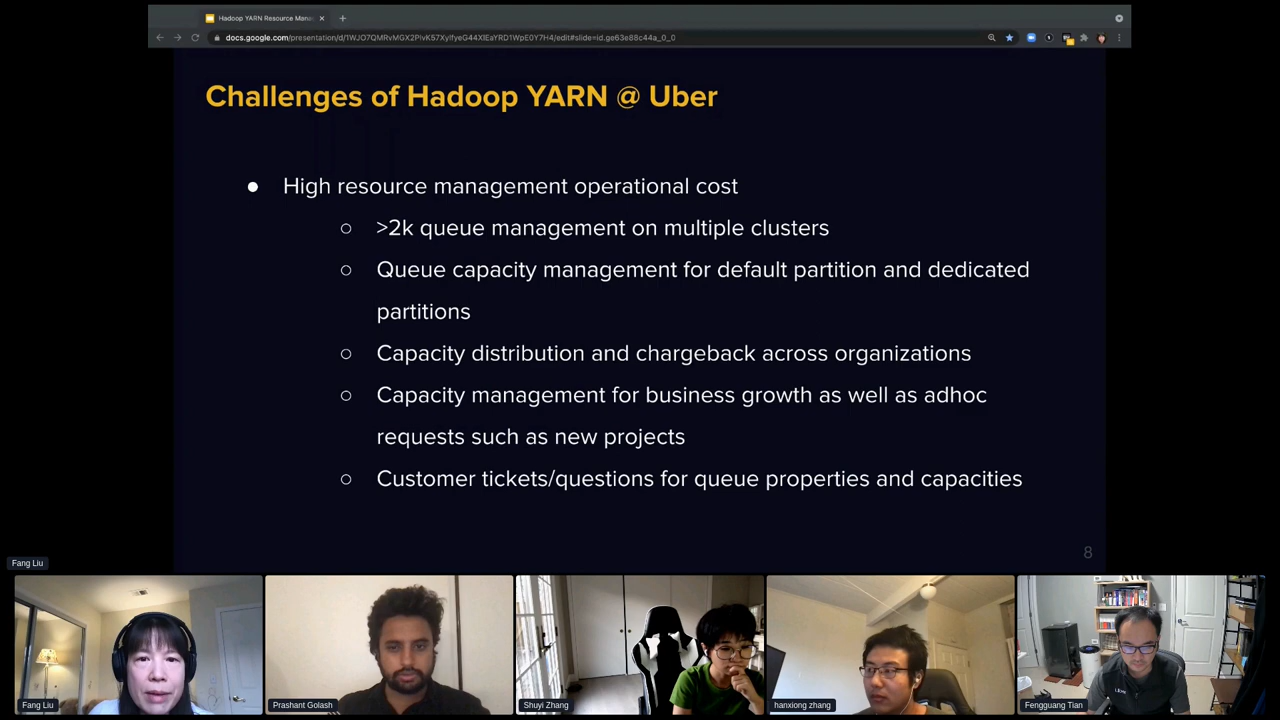 Hadoop YARN Resource Mana
docs.google.com/presentation/d/1WJO7QMRvMGX2PlvK57XylfyeG44XlEaYRD1WpE0Y7H4/edit#slide=id.ge63e88c44a_0_0
Challenges of Hadoop YARN @ Uber
● High resource management operational cost
○ >2k queue management on multiple clusters
○ Queue capacity management for default partition and dedicated
partitions
○ Capacity distribution and chargeback across organizations
○ Capacity management for business growth as well as adhoc
requests such as new projects
○ Customer tickets/questions for queue properties and capacities
8
Fang Liu
Fang Liu
Prashant Golash
Shuyi Zhang
hanxiong zhang
Fengguang Tian